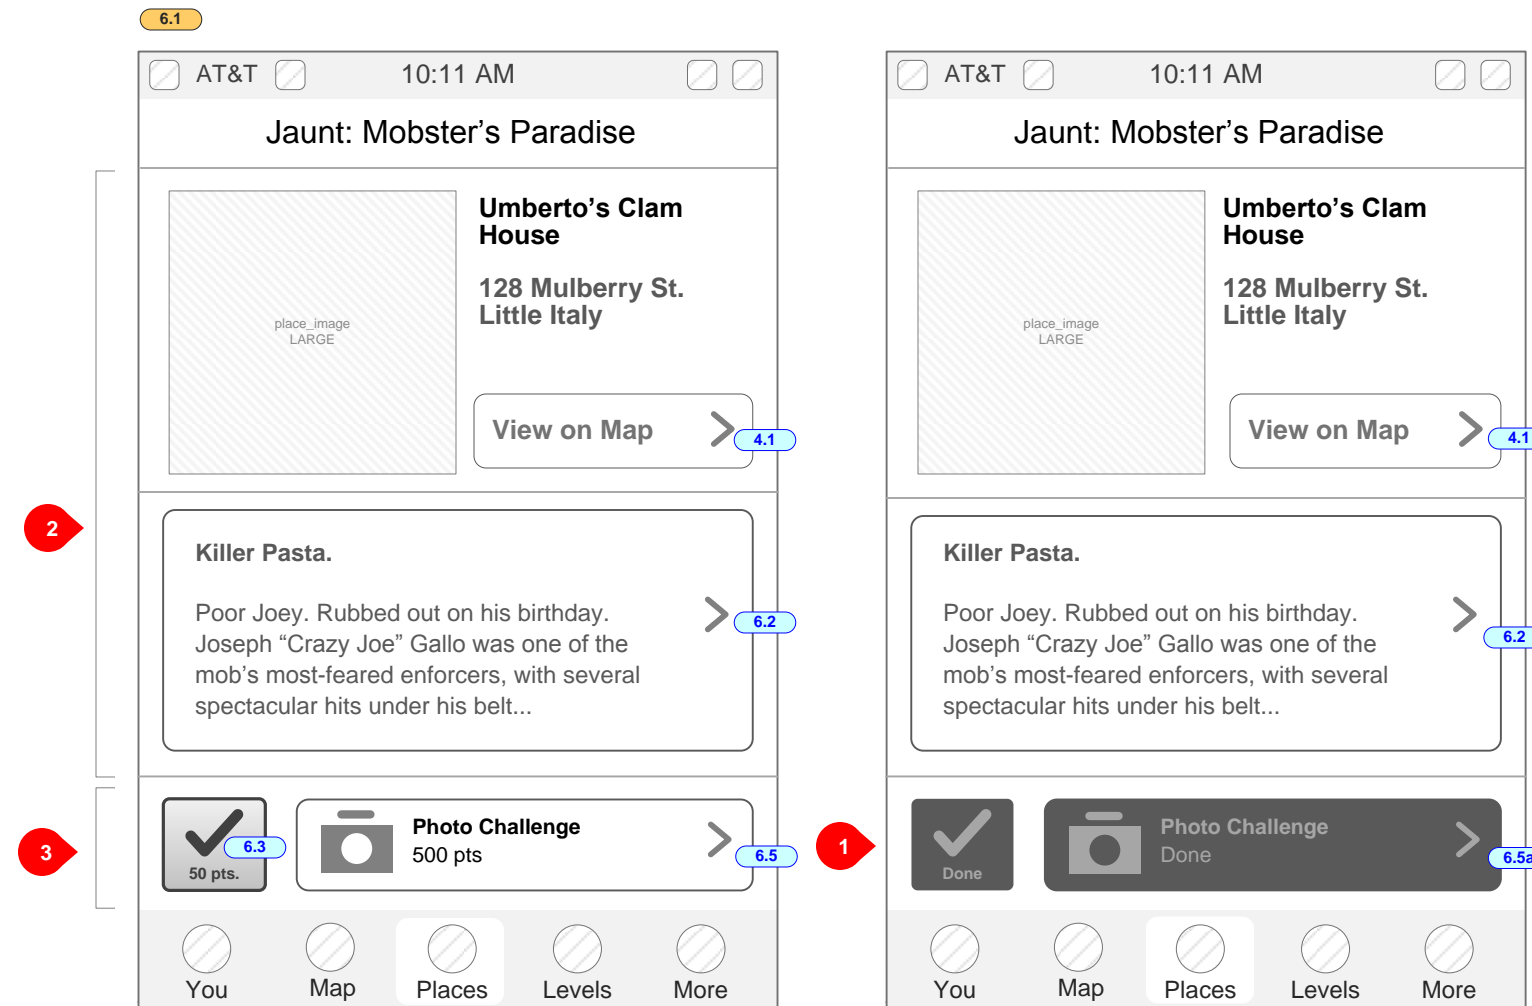 6.1
AT&T 10:11 AM
Jaunt: Mobster’s Paradise
place_image
LARGE
Umberto’s Clam
House
128 Mulberry St.
Little Italy
View on Map
4.1
2
Killer Pasta.
Poor Joey. Rubbed out on his birthday.
Joseph “Crazy Joe” Gallo was one of the
mob’s most-feared enforcers, with several
spectacular hits under his belt...
6.2
3
50 pts.
6.3
Photo Challenge
500 pts
6.5
You Map Places Levels More
AT&T 10:11 AM
Jaunt: Mobster’s Paradise
place_image
LARGE
Umberto’s Clam
House
128 Mulberry St.
Little Italy
View on Map
4.1
Killer Pasta.
Poor Joey. Rubbed out on his birthday.
Joseph “Crazy Joe” Gallo was one of the
mob’s most-feared enforcers, with several
spectacular hits under his belt...
6.2
1
Done
Photo Challenge
Done
6.5a
You Map Places Levels More